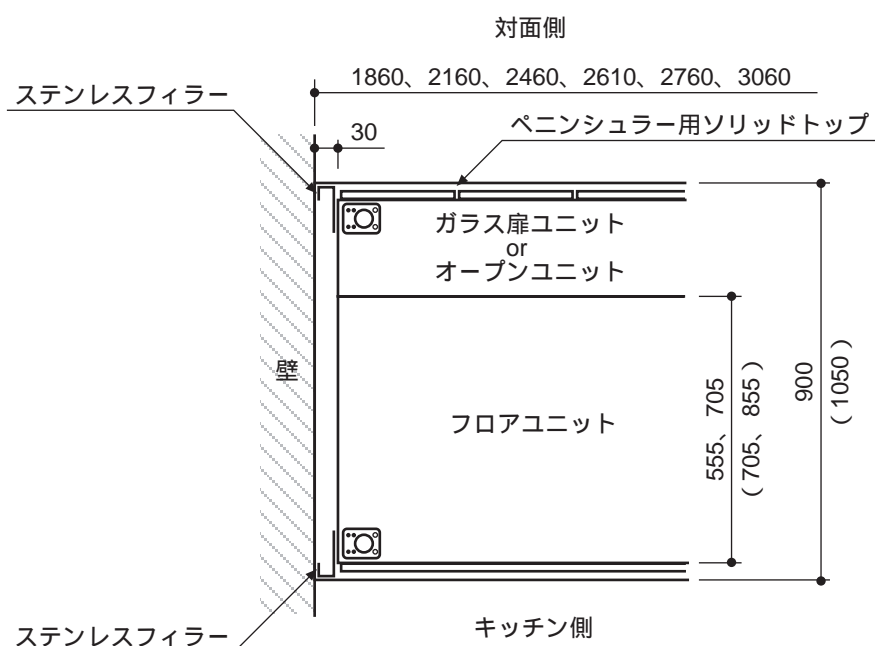 対面側
1860、2160、2460、2610、2760、3060
ステンレスフィラー
30
ペニンシュラー用ソリッドトップ
ガラス扉ユニット
or
オープンユニット
壁
フロアユニット
555、705
（705、855）
900
（1050）
キッチン側
ステンレスフィラー